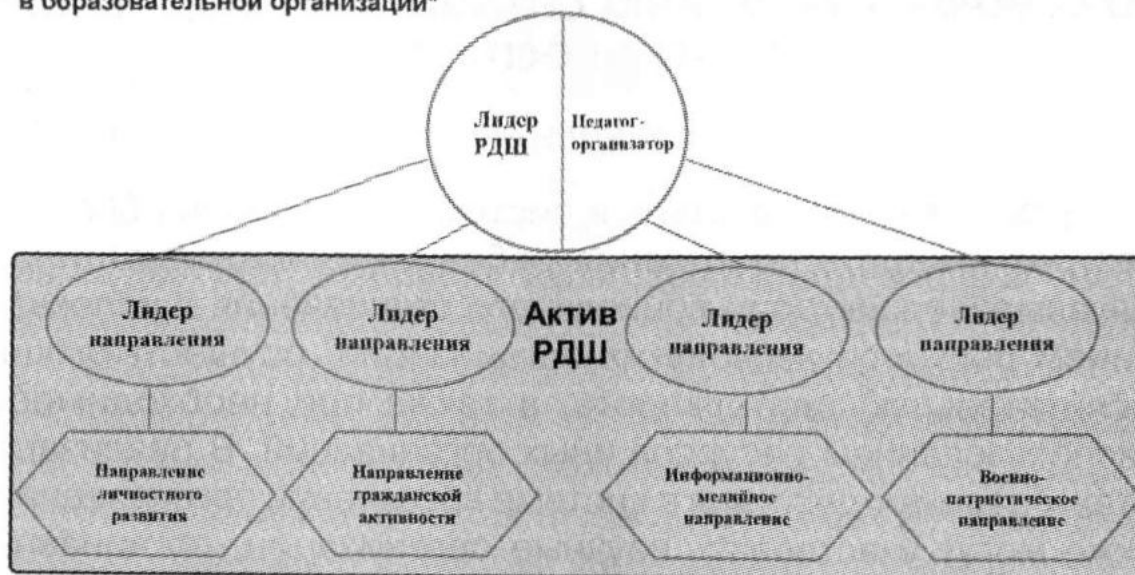 в образовательной организации"
Лидер
РДШ
Педагог-
организатор
Лидер
направления
Лидер
направления
Актив
РДШ
Лидер
направления
Лидер
направления
Направление
личностного
развития
Направление
гражданской
активности
Информационно-
медийное
направление
Военно-
патриотическое
направление